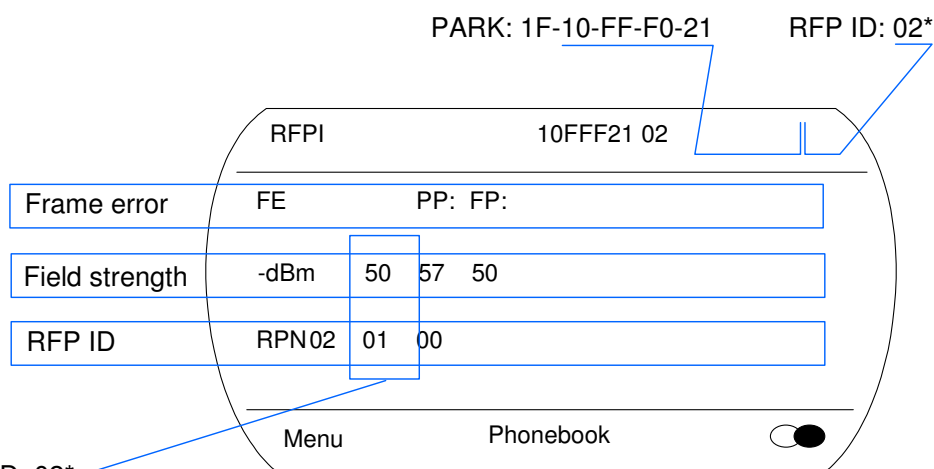 PARK: 1F-10-FF-F0-21 RFP ID: 02*
RFPI 10FFF21 02
Frame error FE PP: FP:
Field strength -dBm 50 57 50
RFP ID RPN02 01 00
Menu Phonebook